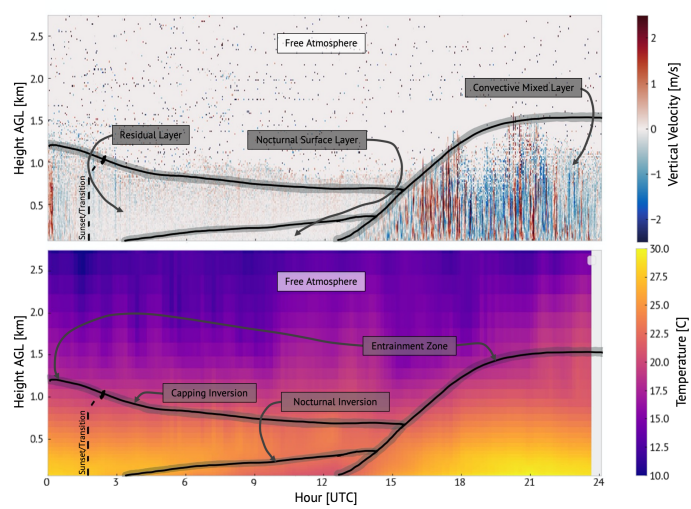 2.5
2.0
1.5
1.0
0.5
Height AGL [km]
Free Atmosphere
Convective Mixed Layer
Residual Layer
Nocturnal Surface Layer
Sunset/Transition
2
1
0
−1
−2
Vertical Velocity [m/s]
2.5
2.0
1.5
1.0
0.5
Height AGL [km]
Free Atmosphere
Entrainment Zone
Capping Inversion
Nocturnal Inversion
Sunset/Transition
0
3
6
9
12
15
18
21
24
Hour [UTC]
30.0
27.5
25.0
22.5
20.0
17.5
15.0
12.5
10.0
Temperature [C]